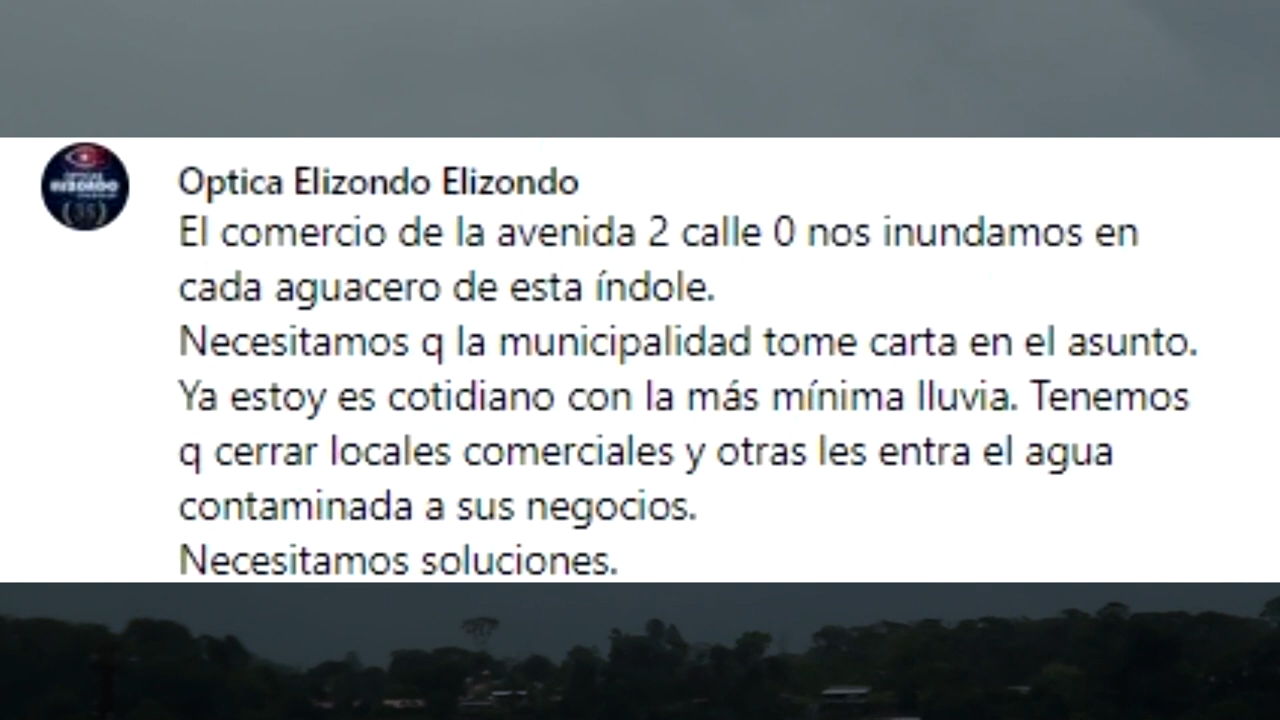 Optica Elizondo Elizondo
El comercio de la avenida 2 calle 0 nos inundamos en
cada aguacero de esta índole.
Necesitamos q la municipalidad tome carta en el asunto.
Ya estoy es cotidiano con la más mínima lluvia. Tenemos
q cerrar locales comerciales y otras les entra el agua
contaminada a sus negocios.
Necesitamos soluciones.